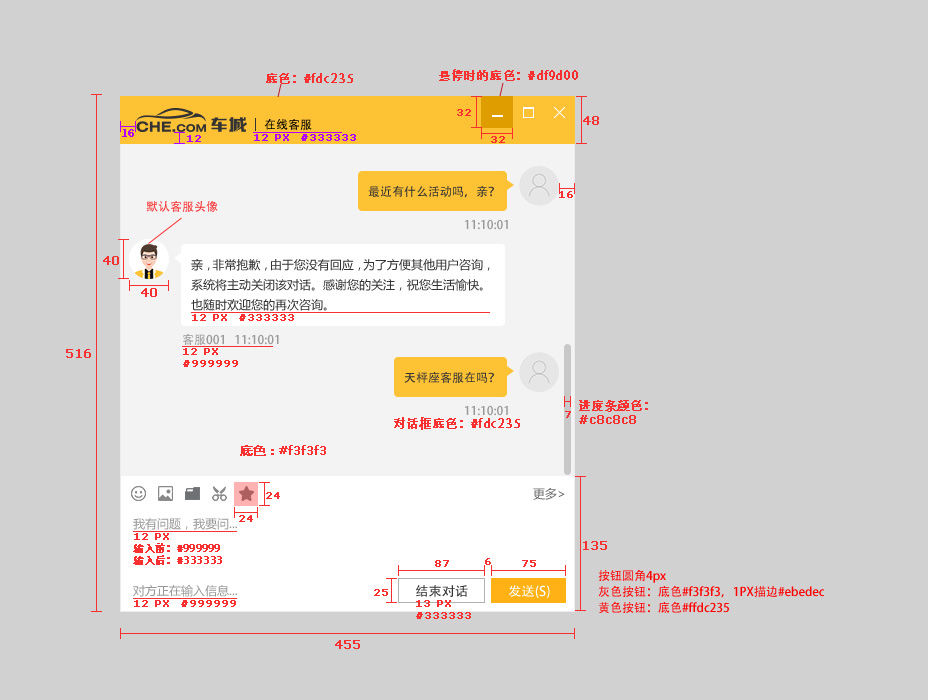 底色：#fdc235
悬停时的底色：#df9d00
32
48
CHE.COM 车城 | 在线客服
16
12
12 PX #333333
32
最近有什么活动吗，亲?
16
11:10:01
默认客服头像
40
40
亲，非常抱歉，由于您没有回应，为了方便其他用户咨询，
系统将主动关闭该对话。感谢您的关注，祝您生活愉快。
也随时欢迎您的再次咨询。
12 PX #333333
客服001 11:10:01
12 PX
#999999
516
天枰座客服在吗?
11:10:01
7
进度条颜色：
#c8c8c8
对话框底色：#fdc235
底色：#f3f3f3
24
24
更多>
我有问题，我要问...
12 PX
输入前：#999999
输入后：#333333
135
87
6
75
对方正在输入信息...
12 PX #999999
25
结束对话
发送(S)
13 PX
#333333
按钮圆角4px
灰色按钮：底色#f3f3f3，1PX描边#ebedec
黄色按钮：底色#ffdc235
455